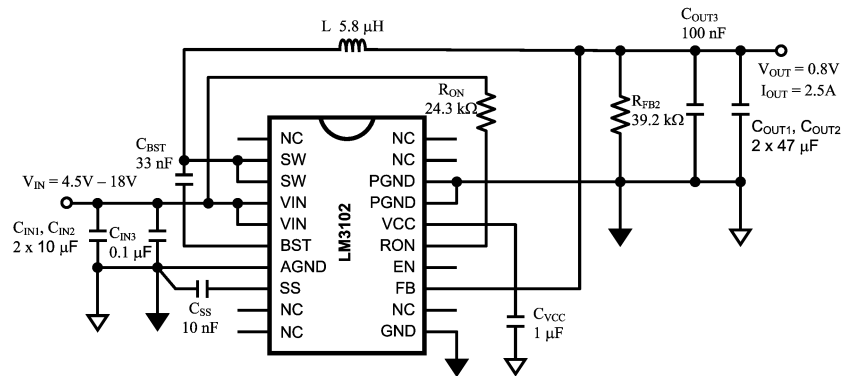 L 5.8 μH
C_OUT3
100 nF
V_OUT = 0.8V
I_OUT = 2.5A
C_OUT1, C_OUT2
2 x 47 μF
R_FB2
39.2 kΩ
R_ON
24.3 kΩ
C_BST
33 nF
V_IN = 4.5V – 18V
C_IN1, C_IN2
2 x 10 μF
C_IN3
0.1 μF
C_SS
10 nF
C_VCC
1 μF
LM3102
NC
SW
SW
VIN
VIN
BST
AGND
SS
NC
NC
NC
NC
PGND
PGND
VCC
RON
EN
FB
NC
GND